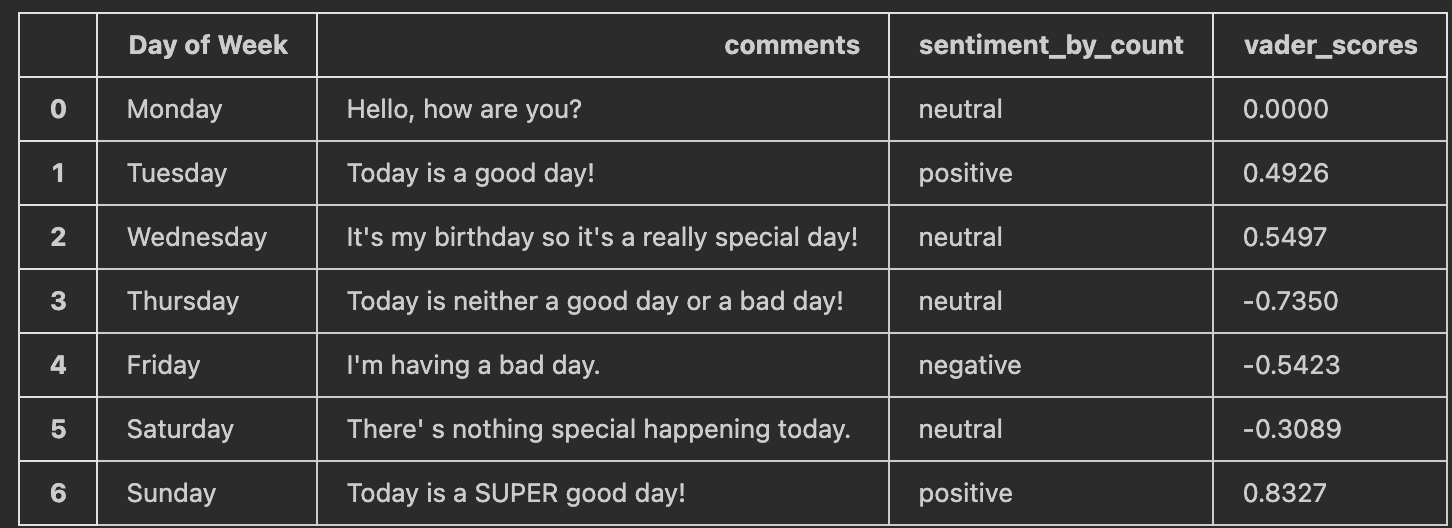 Day of Week comments sentiment_by_count vader_scores
0 Monday Hello, how are you? neutral 0.0000
1 Tuesday Today is a good day! positive 0.4926
2 Wednesday It's my birthday so it's a really special day! neutral 0.5497
3 Thursday Today is neither a good day or a bad day! neutral -0.7350
4 Friday I'm having a bad day. negative -0.5423
5 Saturday There' s nothing special happening today. neutral -0.3089
6 Sunday Today is a SUPER good day! positive 0.8327